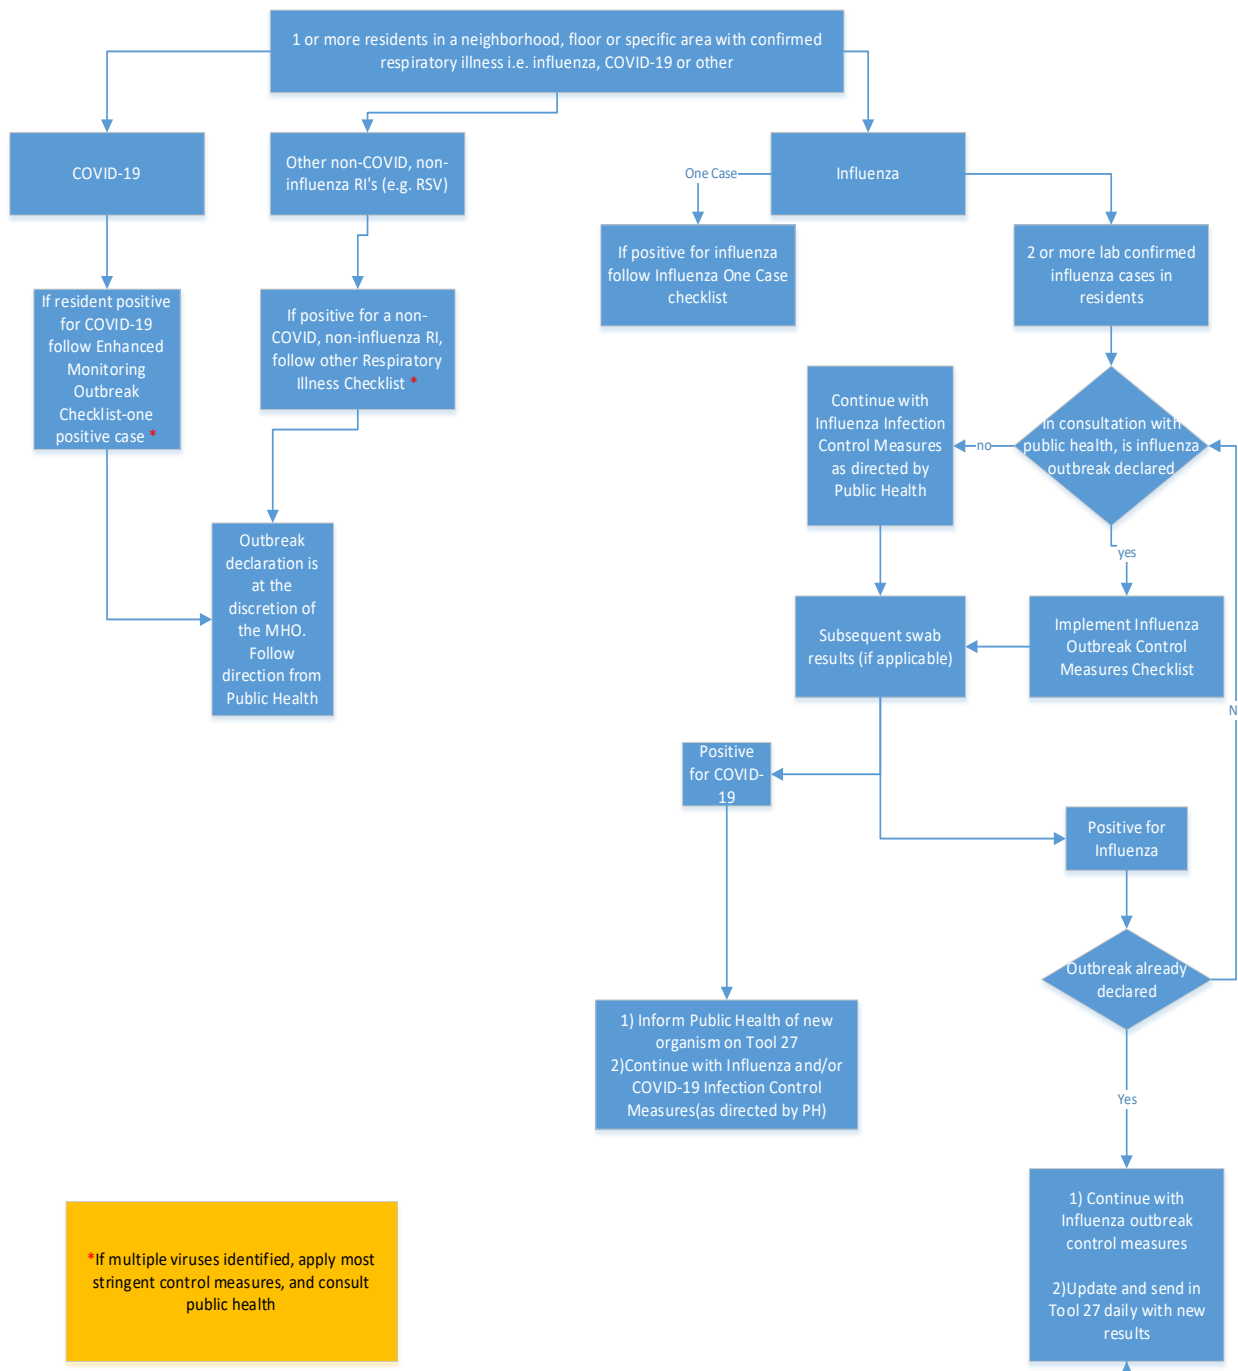 1 or more residents in a neighborhood, floor or specific area with confirmed
respiratory illness i.e. influenza, COVID-19 or other
COVID-19
Other non-COVID, non-
influenza RI's (e.g. RSV)
Influenza
One Case
If positive for influenza
follow Influenza One Case
checklist
2 or more lab confirmed
influenza cases in
residents
If resident positive
for COVID-19
follow Enhanced
Monitoring
Outbreak
Checklist-one
positive case *
If positive for a non-
COVID, non-influenza RI,
follow other Respiratory
Illness Checklist *
Continue with
Influenza Infection
Control Measures
as directed by
Public Health
no
In consultation with
public health, is influenza
outbreak declared
yes
Outbreak
declaration is
at the
discretion of
the MHO.
Follow
direction from
Public Health
Subsequent swab
results (if applicable)
Implement Influenza
Outbreak Control
Measures Checklist
N
Positive
for COVID-
19
Positive for
Influenza
Outbreak already
declared
1) Inform Public Health of new
organism on Tool 27
2)Continue with Influenza and/or
COVID-19 Infection Control
Measures(as directed by PH)
Yes
1) Continue with
Influenza outbreak
control measures
2)Update and send in
Tool 27 daily with new
results
*If multiple viruses identified, apply most
stringent control measures, and consult
public health